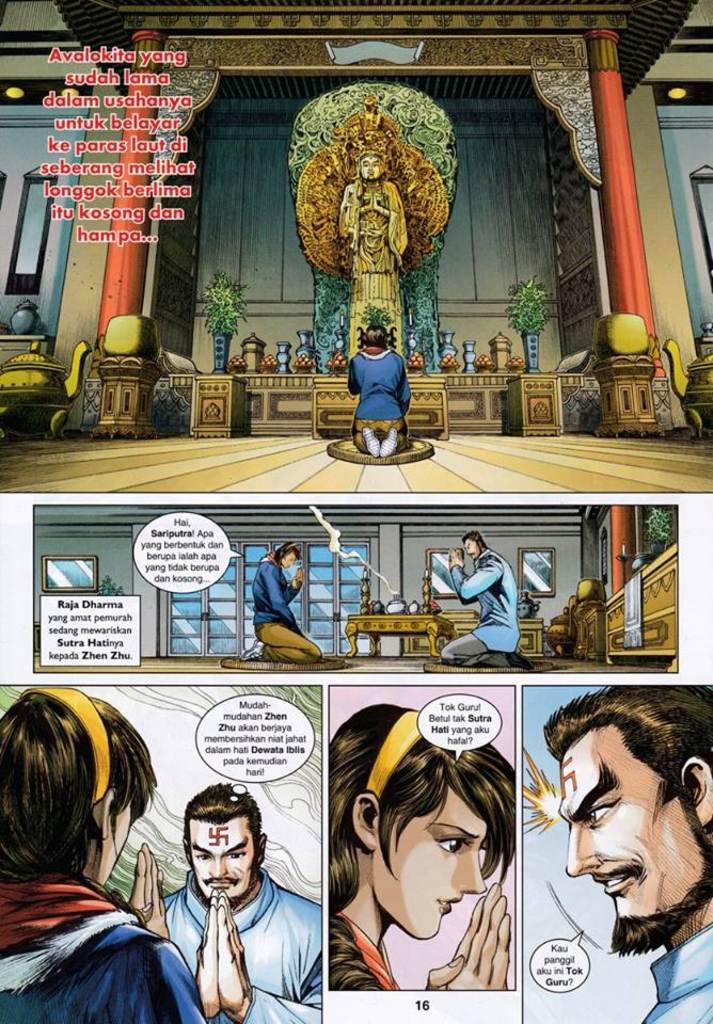 Avalokita yang
sudah lama
dalam usahanya
untuk belayar
ke paras laut di
seberang melihat
longgok berlima
itu kosong dan
hampa...
Hai,
Sariputra! Apa
yang berbentuk dan
berupa ialah apa
yang tidak berupa
dan kosong...
Raja Dharma
yang amat pemurah
sedang mewariskan
Sutra Hatinya
kepada Zhen Zhu.
Mudah-
mudahan Zhen
Zhu akan berjaya
membersihkan niat jahat
dalam hati Dewata Iblis
pada kemudian
hari!
Tok Guru!
Betul tak Sutra
Hati yang aku
hafal?
Kau
panggil
aku ini Tok
Guru?
16